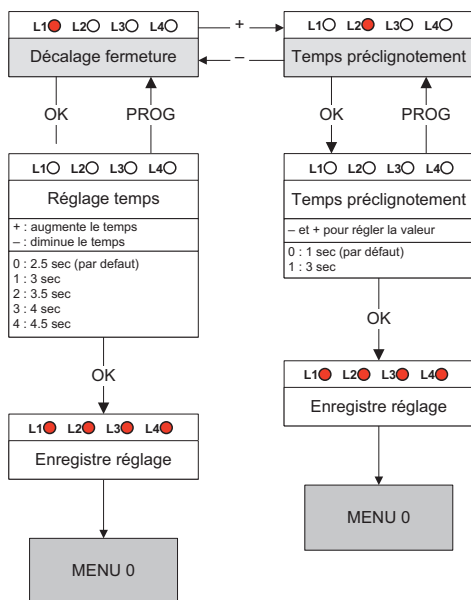 L1 L2 L3 L4
Décalage fermeture
+
–
L1 L2 L3 L4
Temps préclignotement
OK
PROG
OK
PROG
L1 L2 L3 L4
Réglage temps
+ : augmente le temps
– : diminue le temps
0 : 2.5 sec (par defaut)
1 : 3 sec
2 : 3.5 sec
3 : 4 sec
4 : 4.5 sec
L1 L2 L3 L4
Temps préclignotement
– et + pour régler la valeur
0 : 1 sec (par défaut)
1 : 3 sec
OK
OK
L1 L2 L3 L4
Enregistre réglage
L1 L2 L3 L4
Enregistre réglage
MENU 0
MENU 0